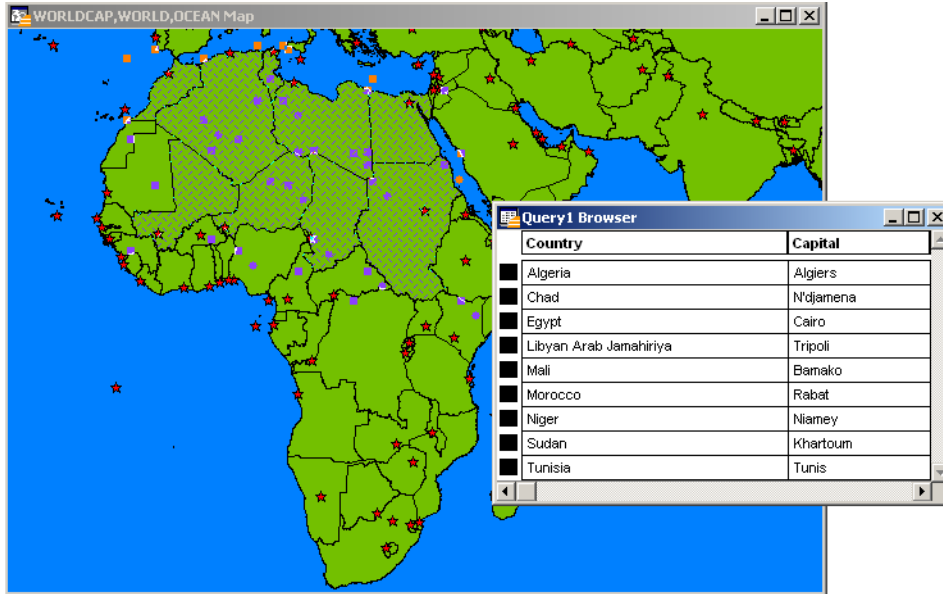 WORLDCAP,WORLD,OCEAN Map
Query1 Browser
Country Capital
Algeria Algiers
Chad N'djamena
Egypt Cairo
Libyan Arab Jamahiriya Tripoli
Mali Bamako
Morocco Rabat
Niger Niamey
Sudan Khartoum
Tunisia Tunis